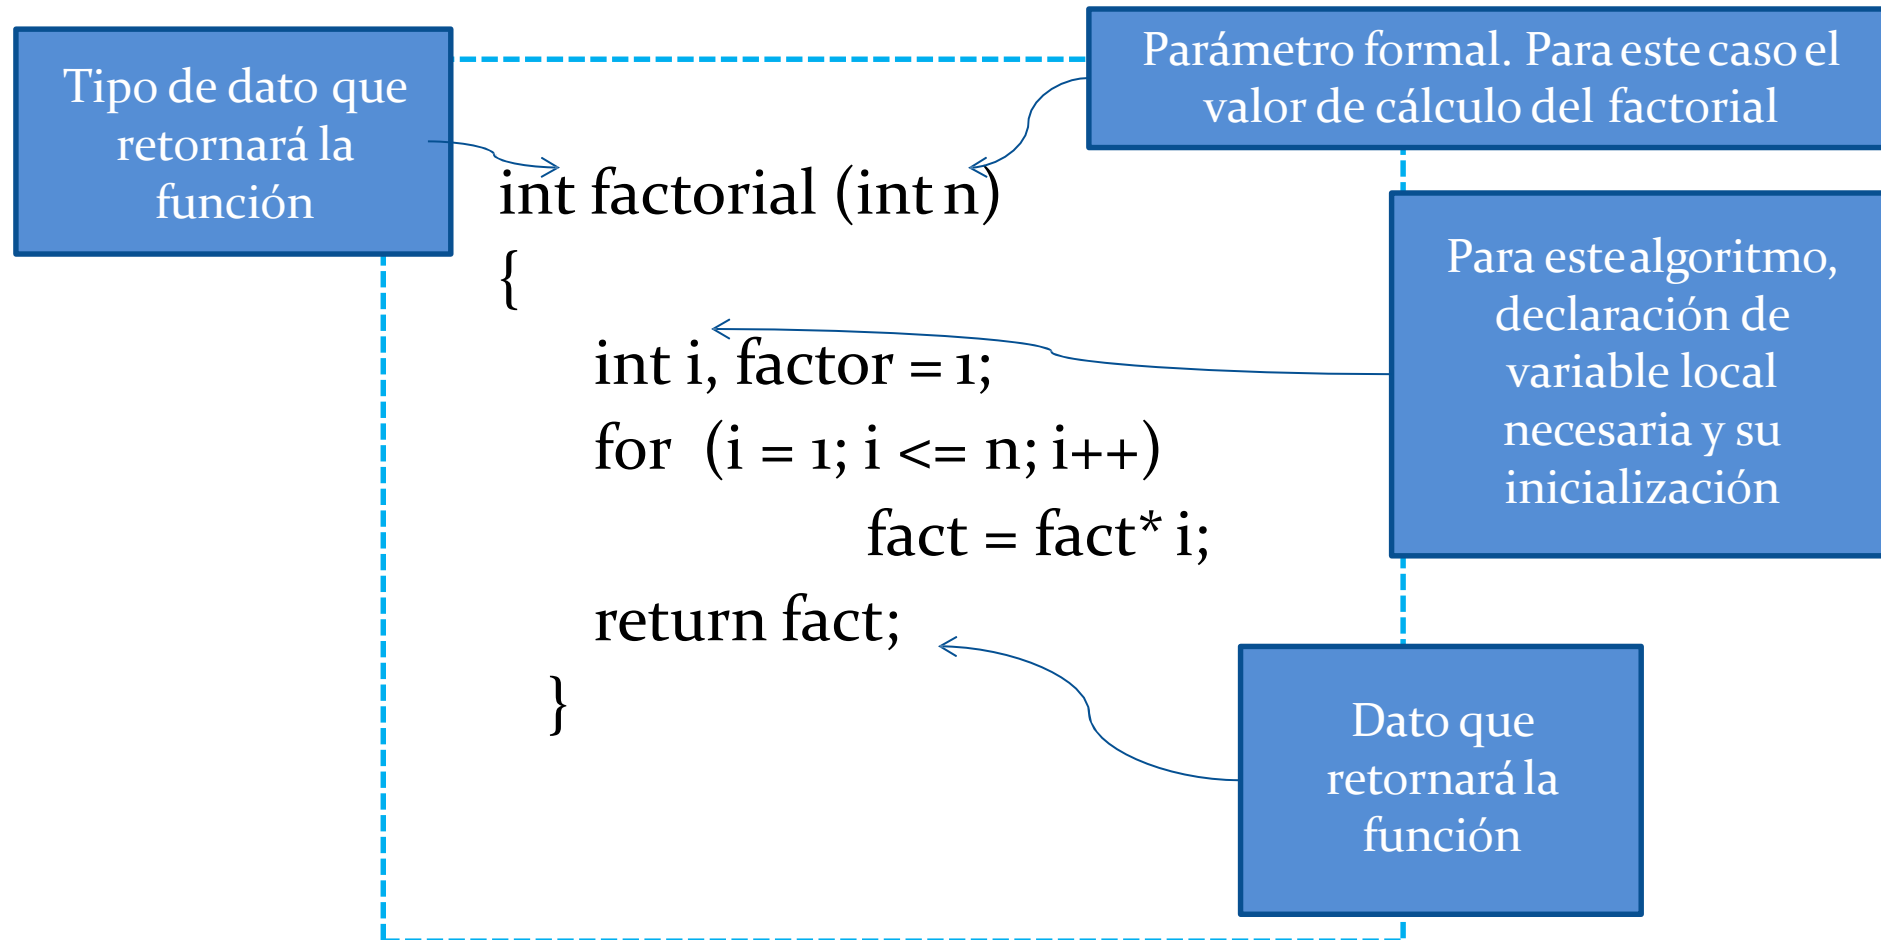 Tipo de dato que
retornará la
función
Parámetro formal. Para este caso el
valor de cálculo del factorial
int factorial (int n)
{
int i, factor = 1;
for (i = 1; i <= n; i++)
fact = fact* i;
return fact;
}
Para este algoritmo,
declaración de
variable local
necesaria y su
inicialización
Dato que
retornará la
función